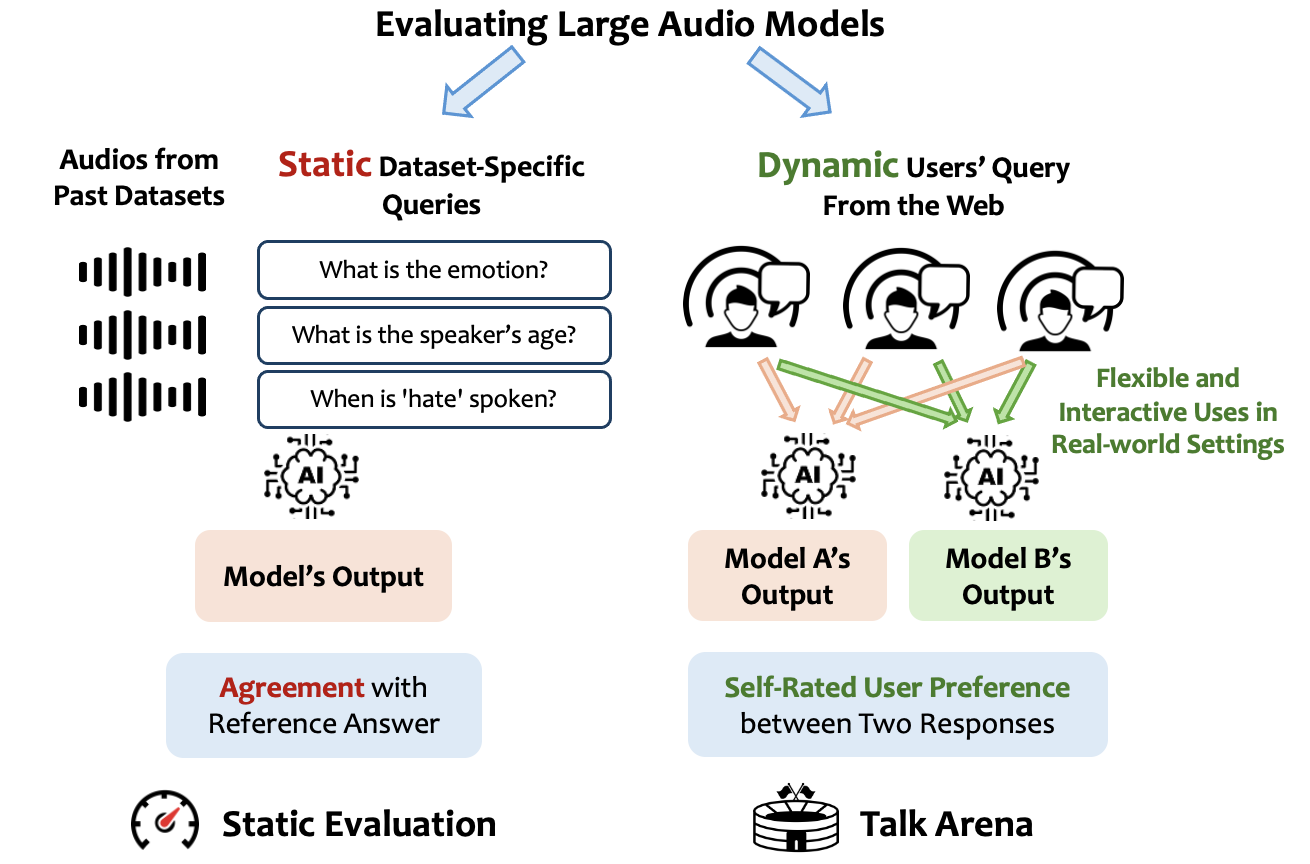 Evaluating Large Audio Models
Audios from
Past Datasets
Static Dataset-Specific
Queries
What is the emotion?
What is the speaker’s age?
When is 'hate' spoken?
AI
Model’s Output
Agreement with
Reference Answer
Static Evaluation
Dynamic Users’ Query
From the Web
Flexible and
Interactive Uses in
Real-world Settings
AI
AI
Model A’s
Output
Model B’s
Output
Self-Rated User Preference
between Two Responses
Talk Arena